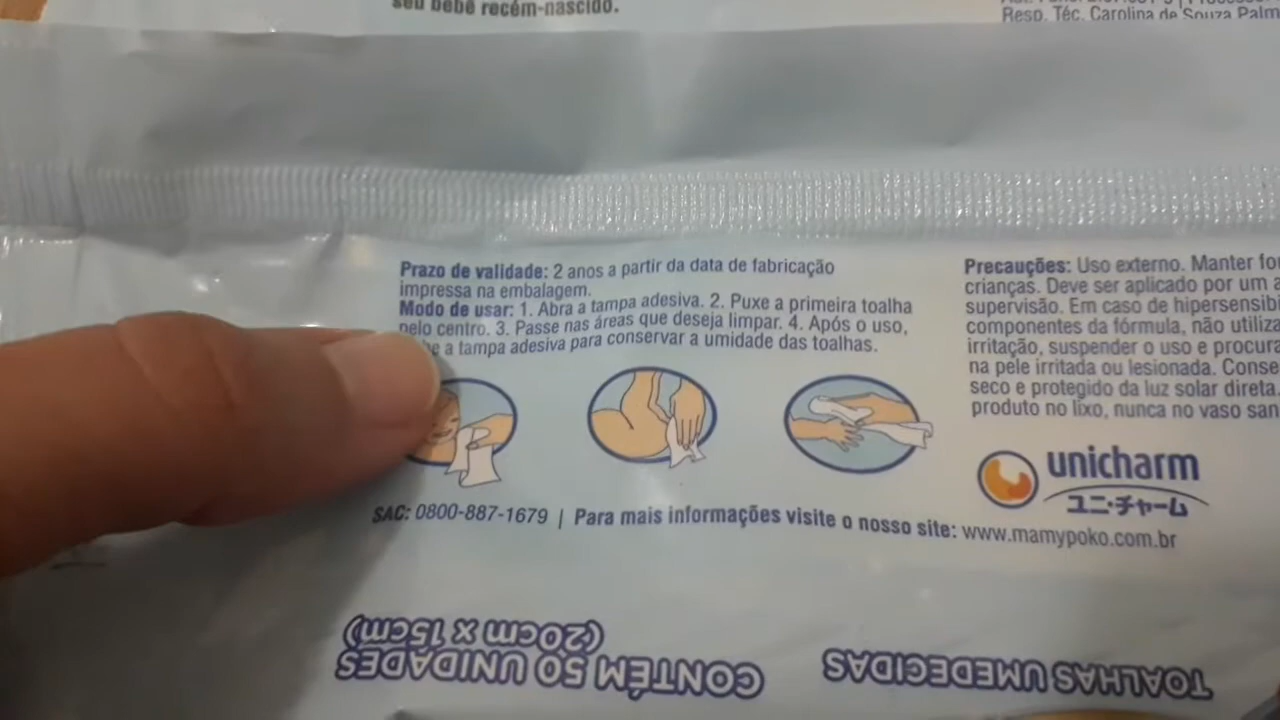 seu bebê recém-nascido.
Resp. Téc. Carolina de Souza Palm
Prazo de validade: 2 anos a partir da data de fabricação
impressa na embalagem.
Modo de usar: 1. Abra a tampa adesiva. 2. Puxe a primeira toalha
pelo centro. 3. Passe nas áreas que deseja limpar. 4. Após o uso,
a tampa adesiva para conservar a umidade das toalhas.
Precauções: Uso externo. Manter for
crianças. Deve ser aplicado por um a
supervisão. Em caso de hipersensib
componentes da fórmula, não utiliza
irritação, suspender o uso e procura
na pele irritada ou lesionada. Conse
seco e protegido da luz solar direta.
produto no lixo, nunca no vaso san
unicharm
ユニ・チャーム
SAC: 0800-887-1679 | Para mais informações visite o nosso site: www.mamypoko.com.br
TOALHAS UMEDECIDAS
CONTÉM 50 UNIDADES
(20cm x 15cm)